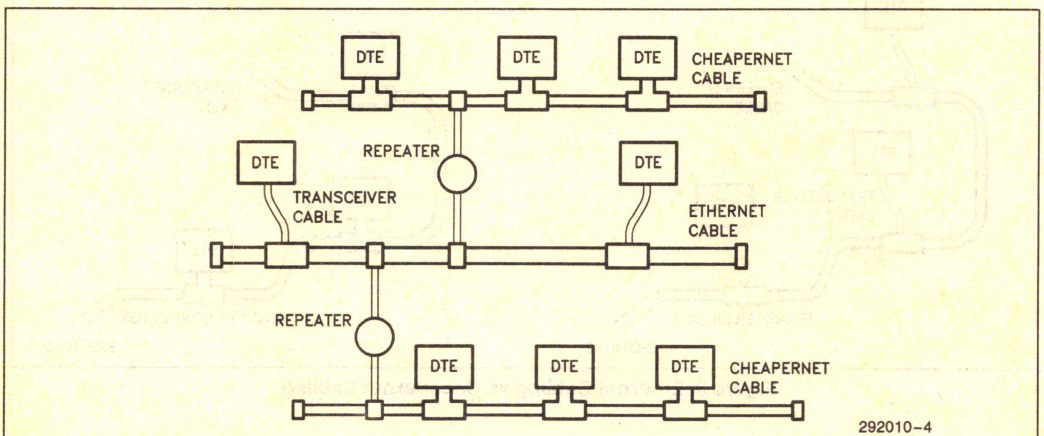 DTE
DTE
DTE
CHEAPERNET
CABLE
REPEATER
DTE
DTE
TRANSCEIVER
CABLE
ETHERNET
CABLE
REPEATER
DTE
DTE
DTE
CHEAPERNET
CABLE
292010-4